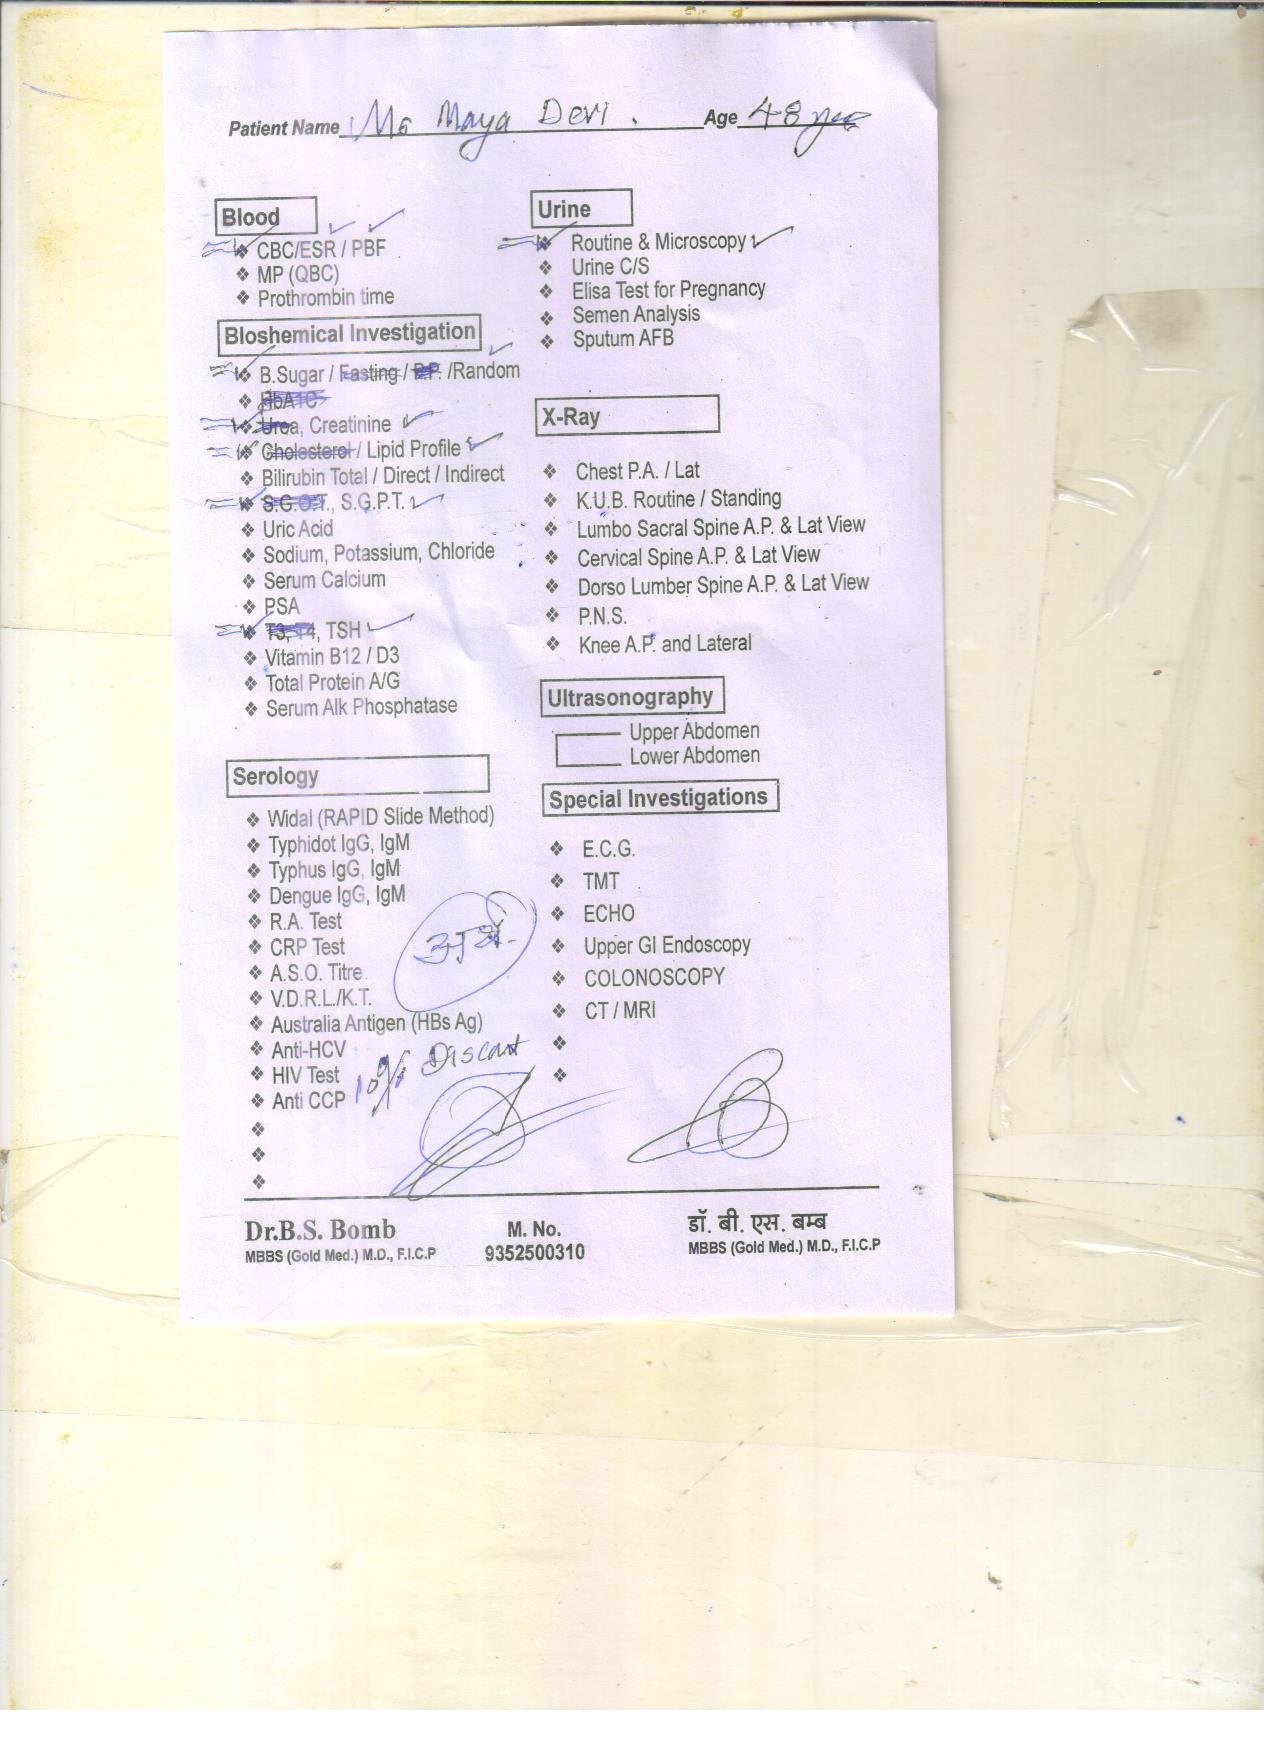 Patient Name Ms Maya Devi . Age 48 yrs
Blood
CBC/ESR / PBF
MP (QBC)
Prothrombin time
Bloshemical Investigation
B.Sugar / Fasting / P.P. /Random
HbA1C
Urea, Creatinine
Cholesterol / Lipid Profile
Bilirubin Total / Direct / Indirect
S.G.O.T., S.G.P.T.
Uric Acid
Sodium, Potassium, Chloride
Serum Calcium
PSA
T3, T4, TSH
Vitamin B12 / D3
Total Protein A/G
Serum Alk Phosphatase
Serology
Widal (RAPID Slide Method)
Typhidot IgG, IgM
Typhus IgG, IgM
Dengue IgG, IgM
R.A. Test
CRP Test
A.S.O. Titre
V.D.R.L./K.T.
Australia Antigen (HBs Ag)
Anti-HCV
HIV Test
Anti CCP
10% Discant
Urine
Routine & Microscopy
Urine C/S
Elisa Test for Pregnancy
Semen Analysis
Sputum AFB
X-Ray
Chest P.A. / Lat
K.U.B. Routine / Standing
Lumbo Sacral Spine A.P. & Lat View
Cervical Spine A.P. & Lat View
Dorso Lumber Spine A.P. & Lat View
P.N.S.
Knee A.P. and Lateral
Ultrasonography
Upper Abdomen
Lower Abdomen
Special Investigations
E.C.G.
TMT
ECHO
Upper GI Endoscopy
COLONOSCOPY
CT / MRI
Dr.B.S. Bomb M. No. डॉ. बी. एस. बम्ब
MBBS (Gold Med.) M.D., F.I.C.P 9352500310 MBBS (Gold Med.) M.D., F.I.C.P